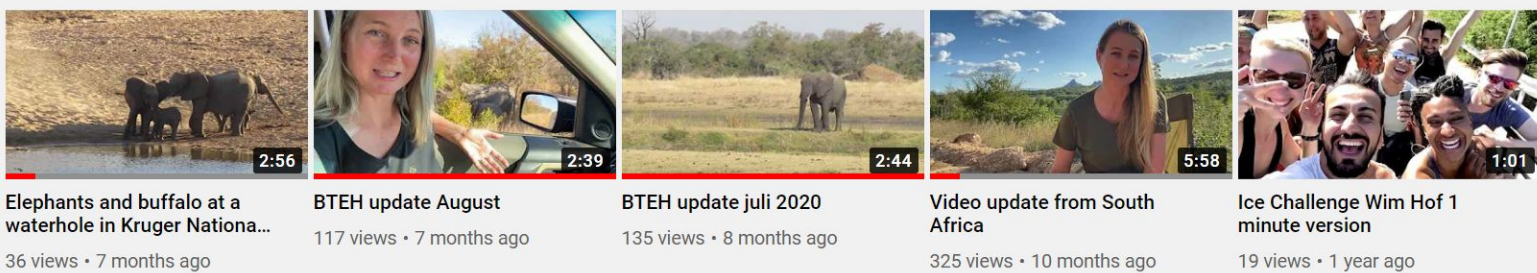 2:56
2:39
2:44
5:58
1:01
Elephants and buffalo at a
waterhole in Kruger Nationa...
36 views • 7 months ago
BTEH update August
117 views • 7 months ago
BTEH update juli 2020
135 views • 8 months ago
Video update from South
Africa
325 views • 10 months ago
Ice Challenge Wim Hof 1
minute version
19 views • 1 year ago